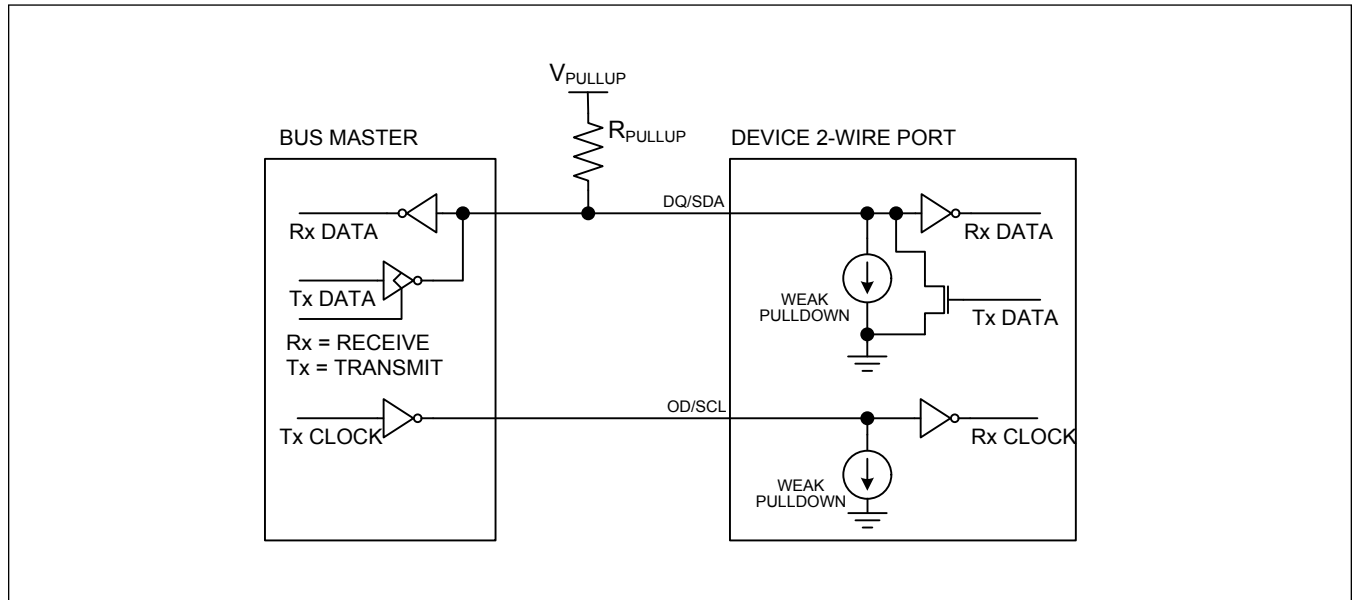 VPULLUP
RPULLUP
BUS MASTER
DEVICE 2-WIRE PORT
DQ/SDA
Rx DATA
Rx DATA
Tx DATA
WEAK
PULLDOWN
Tx DATA
Rx = RECEIVE
Tx = TRANSMIT
OD/SCL
Tx CLOCK
Rx CLOCK
WEAK
PULLDOWN